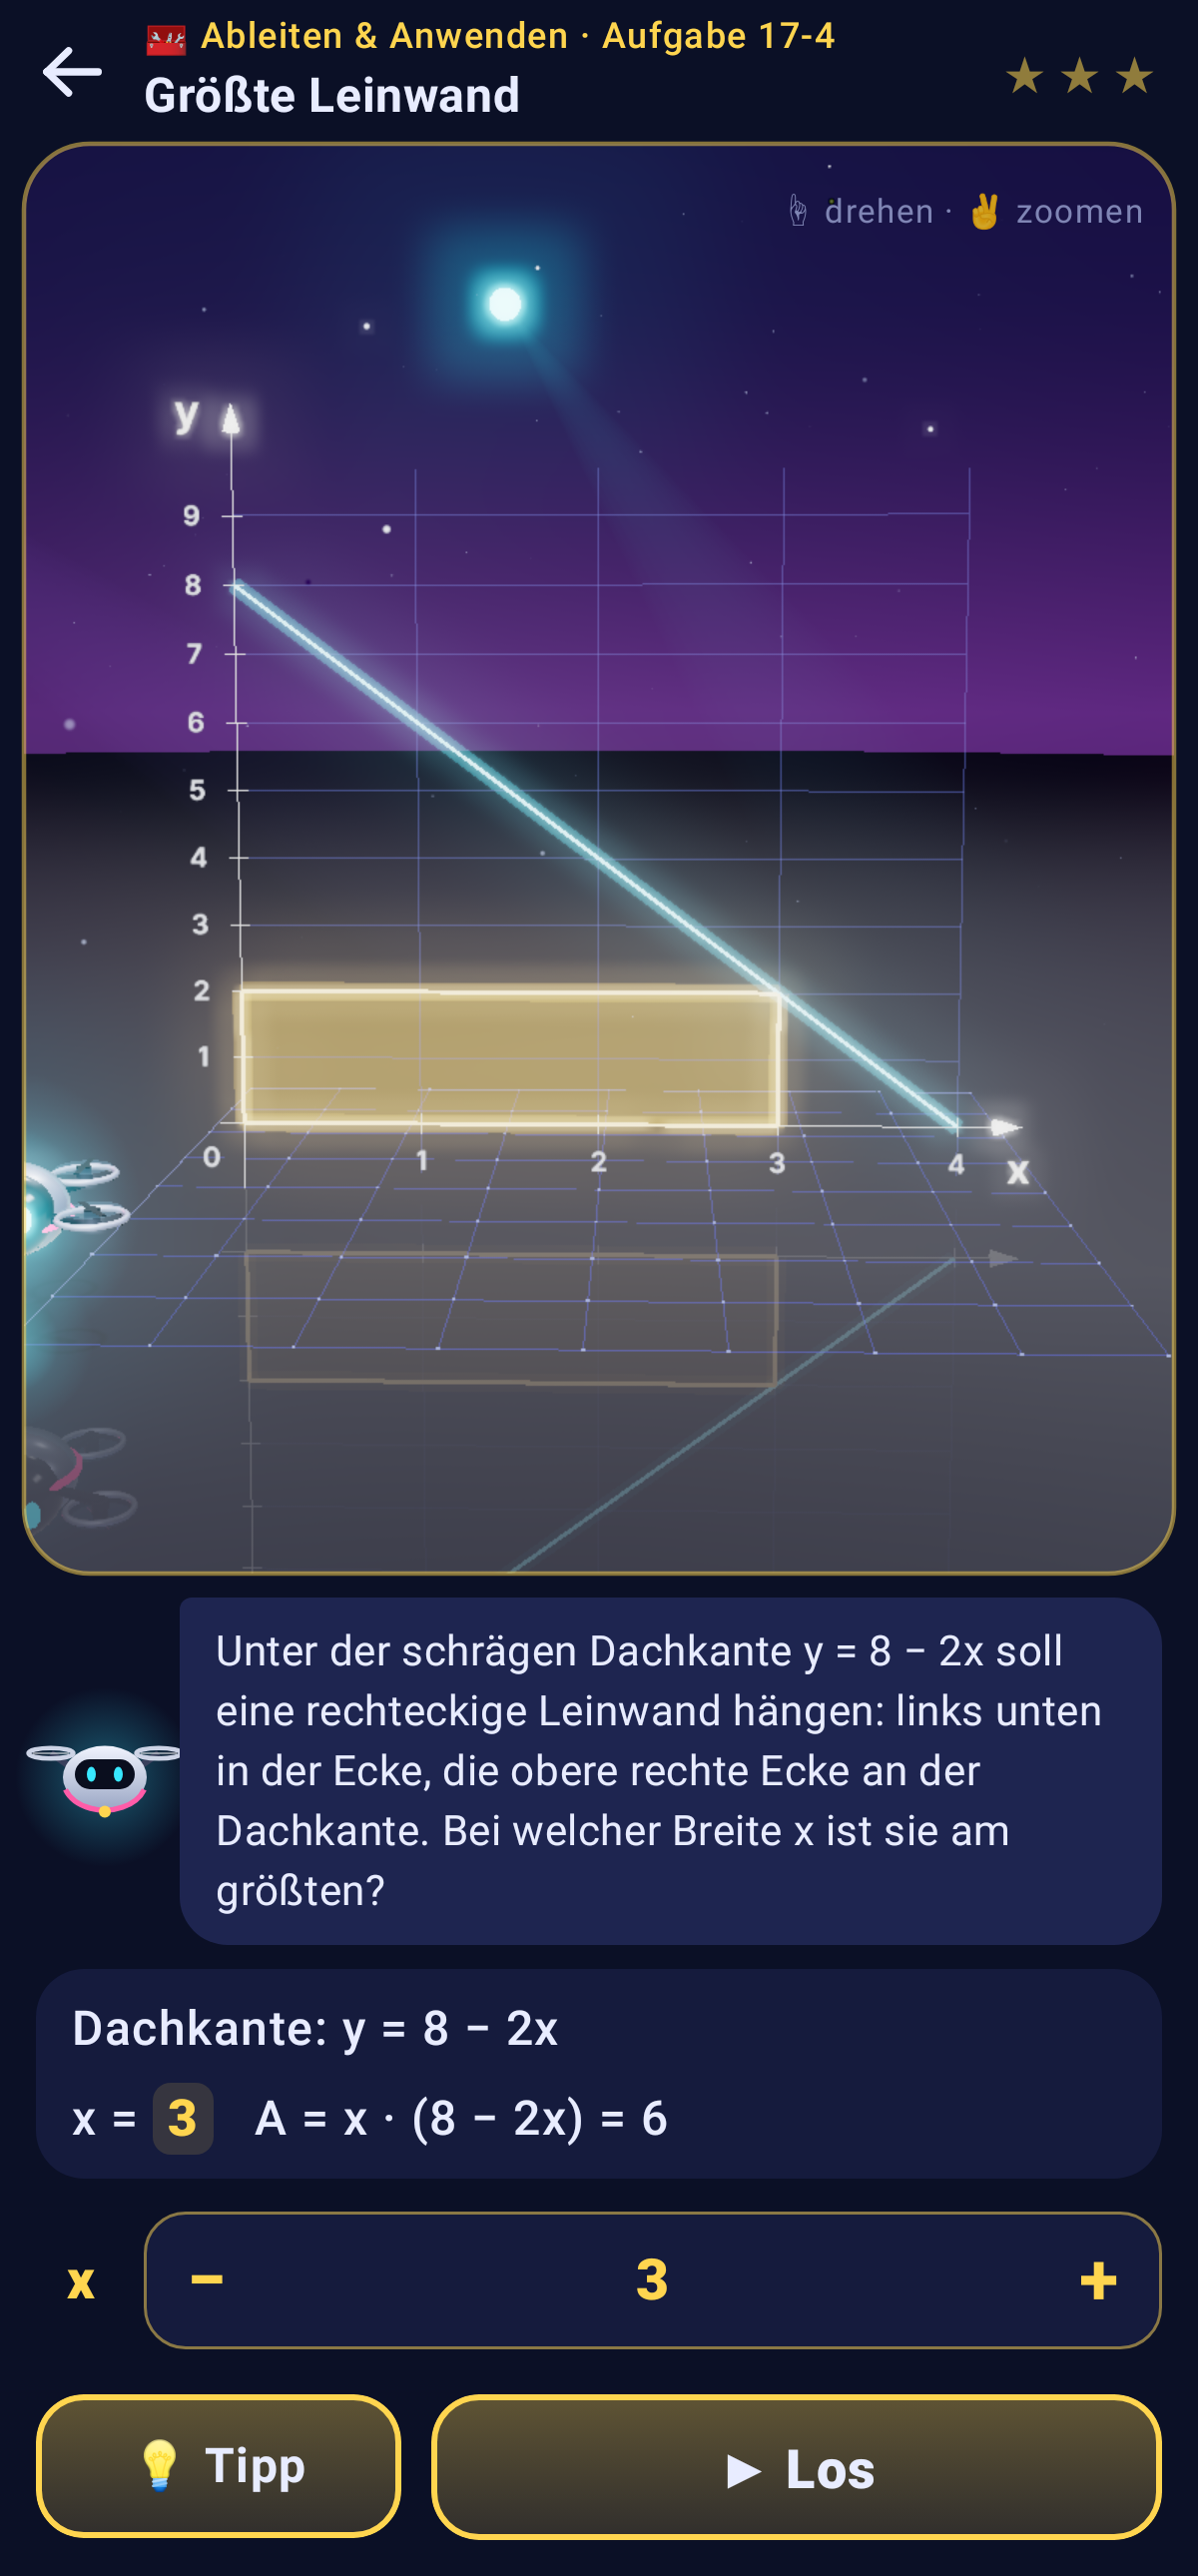 Ableiten & Anwenden · Aufgabe 17-4
Größte Leinwand
drehen · zoomen
y
9
8
7
6
5
4
3
2
1
0 1 2 3 4 x
Unter der schrägen Dachkante y = 8 − 2x soll
eine rechteckige Leinwand hängen: links unten
in der Ecke, die obere rechte Ecke an der
Dachkante. Bei welcher Breite x ist sie am
größten?
Dachkante: y = 8 − 2x
x = 3 A = x · (8 − 2x) = 6
x − 3 +
Tipp
Los